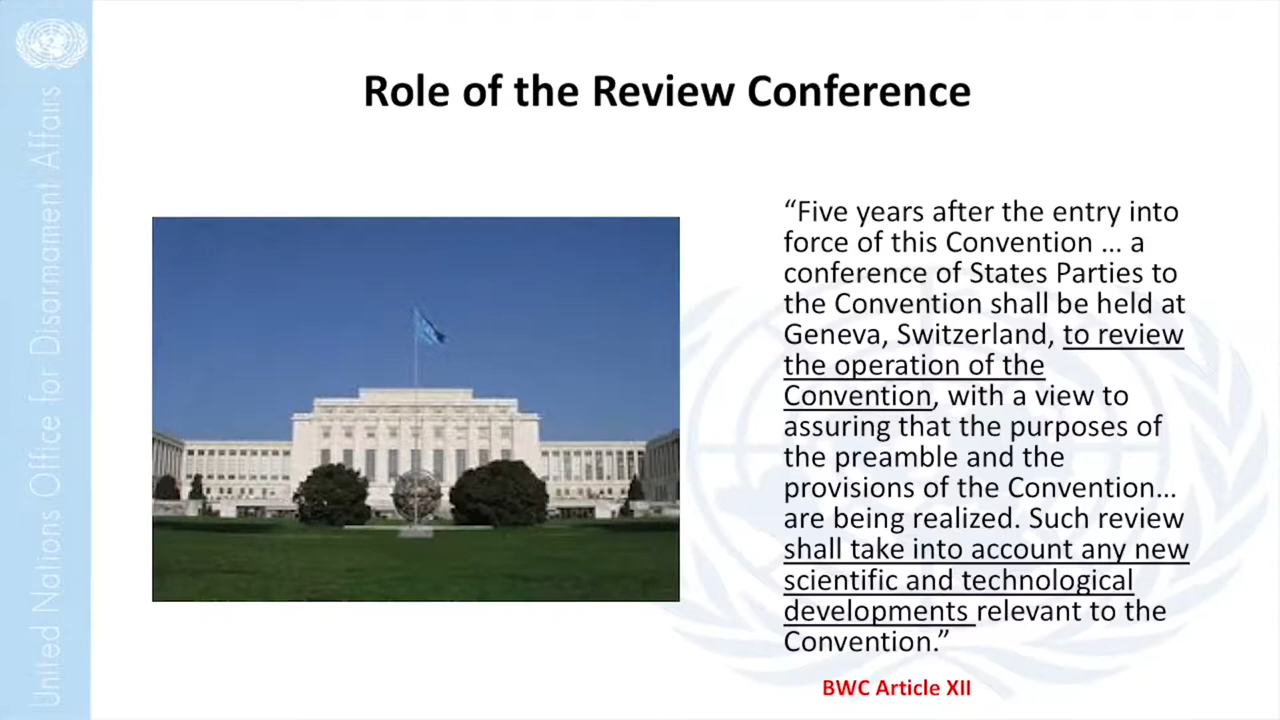 United Nations Office for Disarmament Affairs
Role of the Review Conference
“Five years after the entry into
force of this Convention ... a
conference of States Parties to
the Convention shall be held at
Geneva, Switzerland, to review
the operation of the
Convention, with a view to
assuring that the purposes of
the preamble and the
provisions of the Convention...
are being realized. Such review
shall take into account any new
scientific and technological
developments relevant to the
Convention.”
BWC Article XII